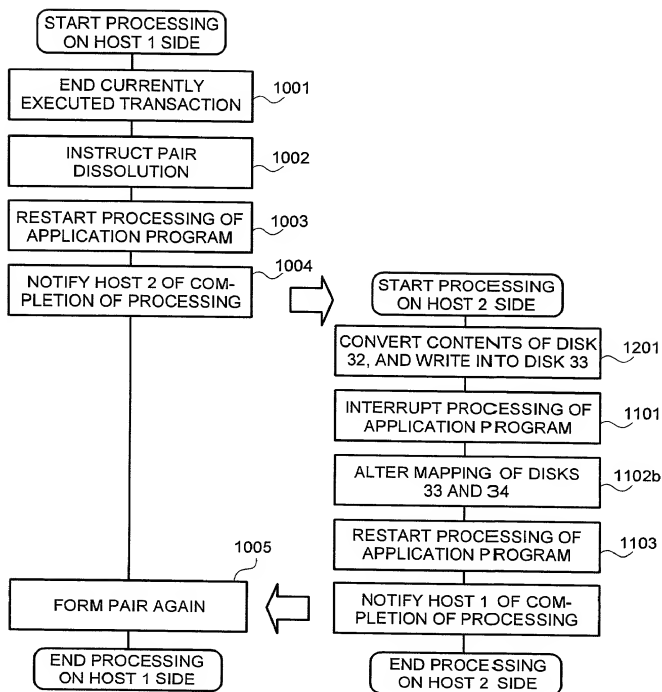 START PROCESSING
ON HOST 1 SIDE
END CURRENTLY
EXECUTED TRANSACTION
1001
INSTRUCT PAIR
DISSOLUTION
1002
RESTART PROCESSING OF
APPLICATION PROGRAM
1003
NOTIFY HOST 2 OF COM-
PLETION OF PROCESSING
1004
START PROCESSING
ON HOST 2 SIDE
CONVERT CONTENTS OF DISK
32, AND WRITE INTO DISK 33
1201
INTERRUPT PROCESSING OF
APPLICATION PROGRAM
1101
ALTER MAPPING OF DISKS
33 AND 34
1102b
RESTART PROCESSING OF
APPLICATION PROGRAM
1103
NOTIFY HOST 1 OF COM-
PLETION OF PROCESSING
1005
FORM PAIR AGAIN
END PROCESSING
ON HOST 1 SIDE
END PROCESSING
ON HOST 2 SIDE